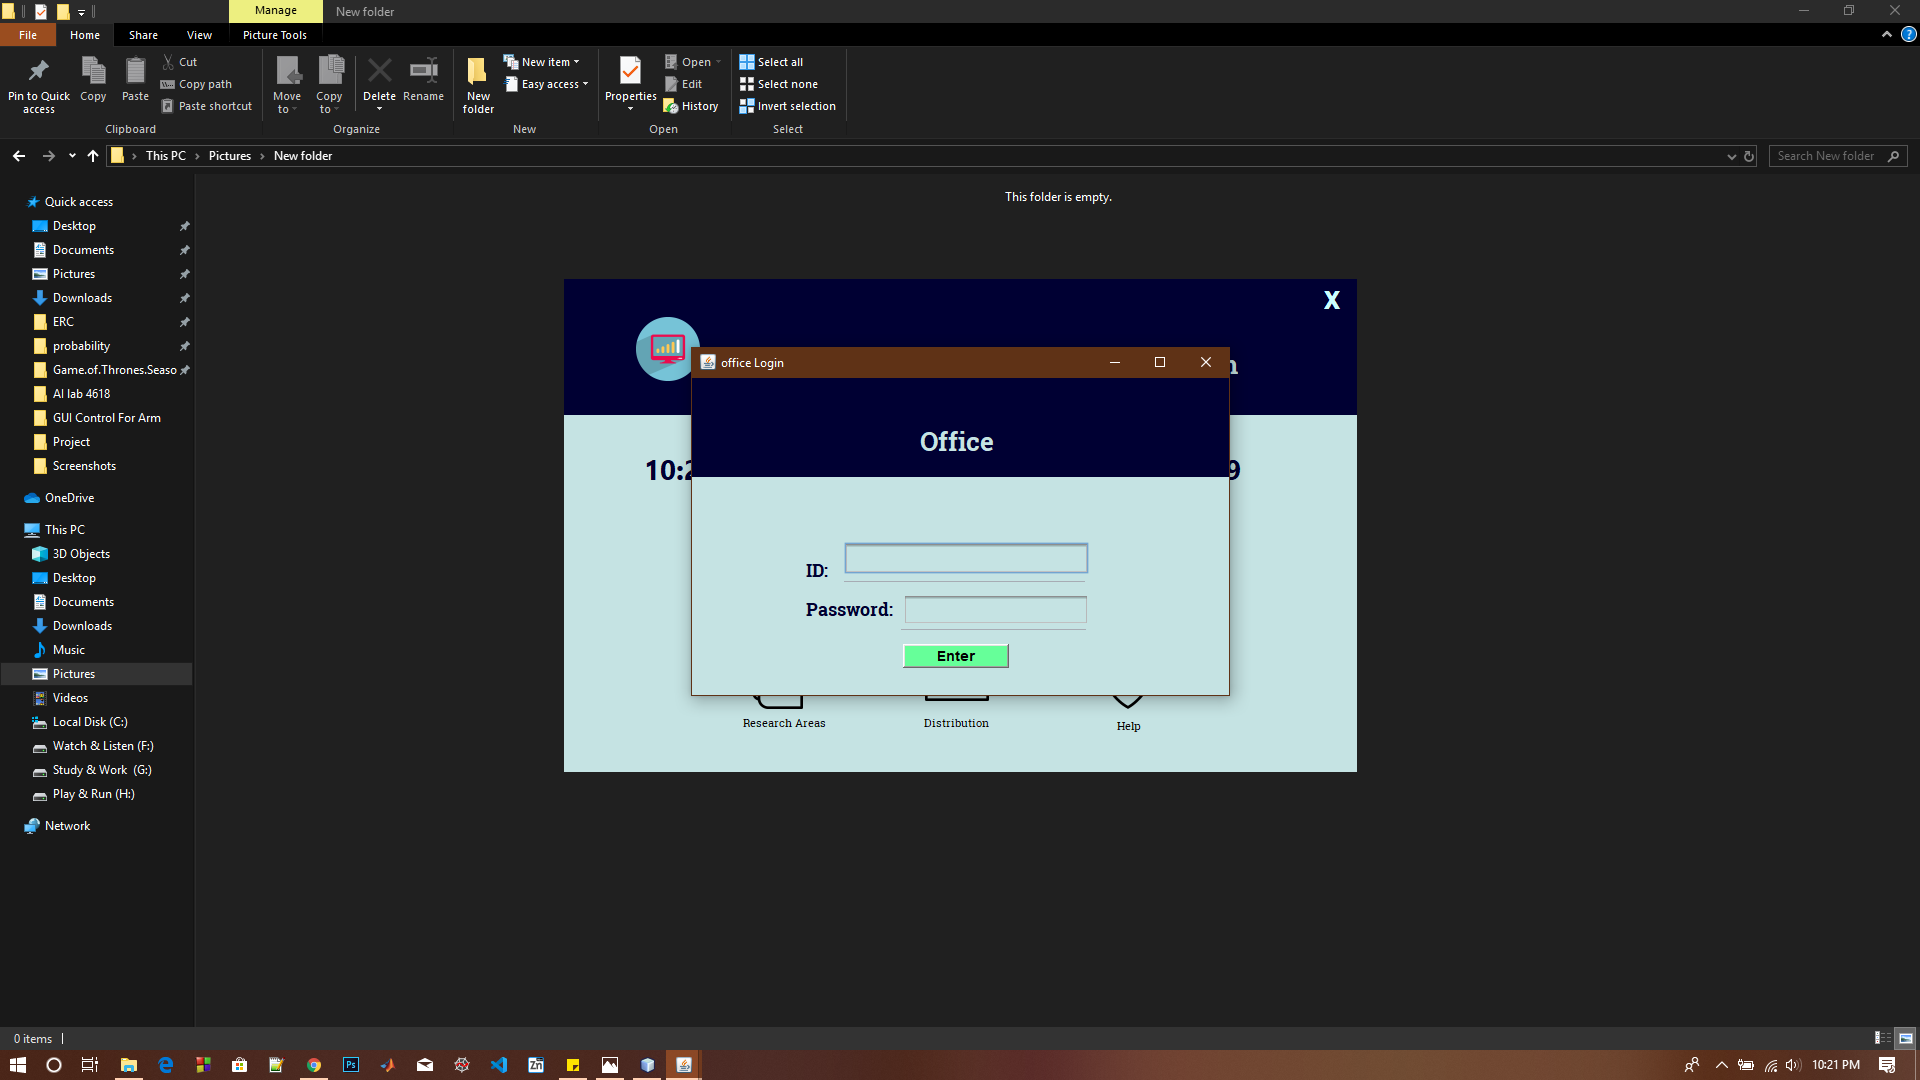 Manage
New folder
File
Home
Share
View
Picture Tools
Pin to Quick access
Copy
Paste
Cut
Copy path
Paste shortcut
Clipboard
Move to
Copy to
Delete
Rename
Organize
New folder
New item
Easy access
New
Properties
Open
Edit
History
Open
Select all
Select none
Invert selection
Select
This PC
Pictures
New folder
Search New folder
This folder is empty.
Quick access
Desktop
Documents
Pictures
Downloads
ERC
probability
Game.of.Thrones.Seaso
AI lab 4618
GUI Control For Arm
Project
Screenshots
OneDrive
This PC
3D Objects
Desktop
Documents
Downloads
Music
Pictures
Videos
Local Disk (C:)
Watch & Listen (F:)
Study & Work (G:)
Play & Run (H:)
Network
X
office Login
Office
ID:
Password:
Enter
Research Areas
Distribution
Help
0 items
Ps
Zn
10:21 PM